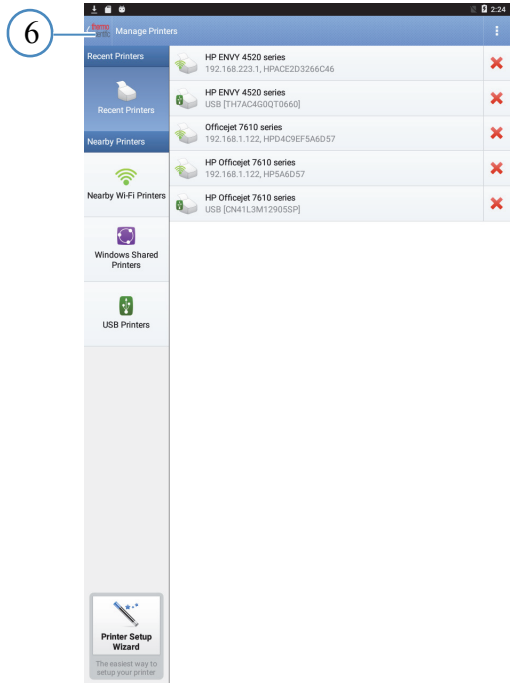 2:24
6
thermo
Manage Printers
Recent Printers
Recent Printers
Nearby Printers
Nearby Wi-Fi Printers
Windows Shared
Printers
USB Printers
HP ENVY 4520 series
192.168.223.1, HPACE2D3266C46
HP ENVY 4520 series
USB [TH7AC4G0QT0660]
Officejet 7610 series
192.168.1.122, HPD4C9EF5A6D57
HP Officejet 7610 series
192.168.1.122, HP5A6D57
HP Officejet 7610 series
USB [CN41L3M12905SP]
Printer Setup
Wizard
The easiest way to
setup your printer